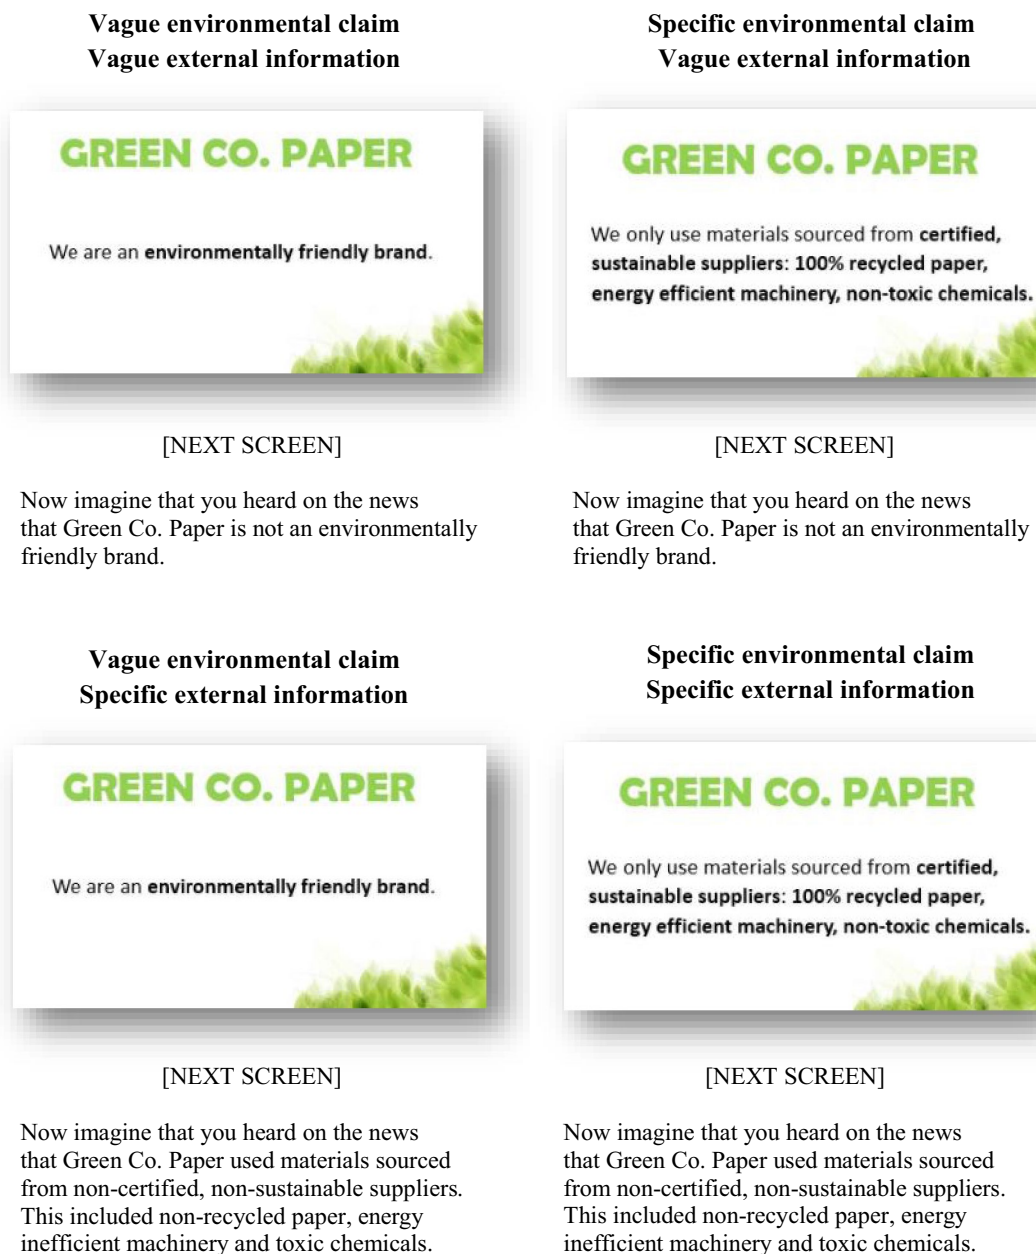 Vague environmental claim
Vague external information
GREEN CO. PAPER
We are an environmentally friendly brand.
[NEXT SCREEN]
Now imagine that you heard on the news
that Green Co. Paper is not an environmentally
friendly brand.
Specific environmental claim
Vague external information
GREEN CO. PAPER
We only use materials sourced from certified,
sustainable suppliers: 100% recycled paper,
energy efficient machinery, non-toxic chemicals.
[NEXT SCREEN]
Now imagine that you heard on the news
that Green Co. Paper is not an environmentally
friendly brand.
Vague environmental claim
Specific external information
GREEN CO. PAPER
We are an environmentally friendly brand.
[NEXT SCREEN]
Now imagine that you heard on the news
that Green Co. Paper used materials sourced
from non-certified, non-sustainable suppliers.
This included non-recycled paper, energy
inefficient machinery and toxic chemicals.
Specific environmental claim
Specific external information
GREEN CO. PAPER
We only use materials sourced from certified,
sustainable suppliers: 100% recycled paper,
energy efficient machinery, non-toxic chemicals.
[NEXT SCREEN]
Now imagine that you heard on the news
that Green Co. Paper used materials sourced
from non-certified, non-sustainable suppliers.
This included non-recycled paper, energy
inefficient machinery and toxic chemicals.